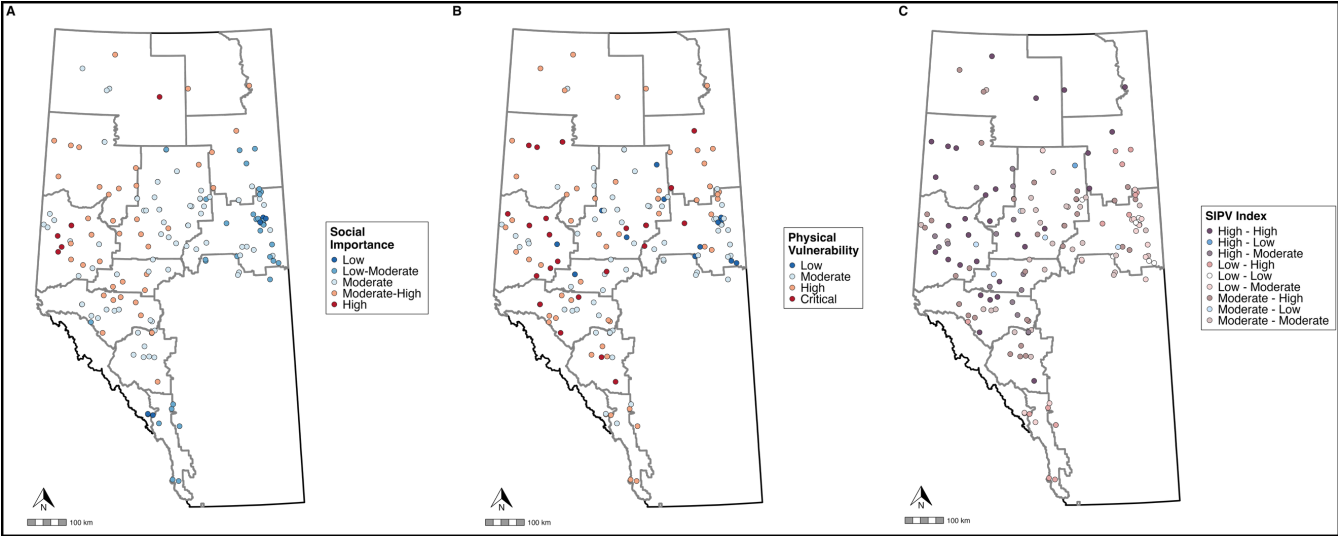 A
Social
Importance
Low
Low-Moderate
Moderate
Moderate-High
High
N
100 km
B
Physical
Vulnerability
Low
Moderate
High
Critical
N
100 km
C
SIPV Index
High - High
High - Low
High - Moderate
Low - High
Low - Low
Low - Moderate
Moderate - High
Moderate - Low
Moderate - Moderate
N
100 km